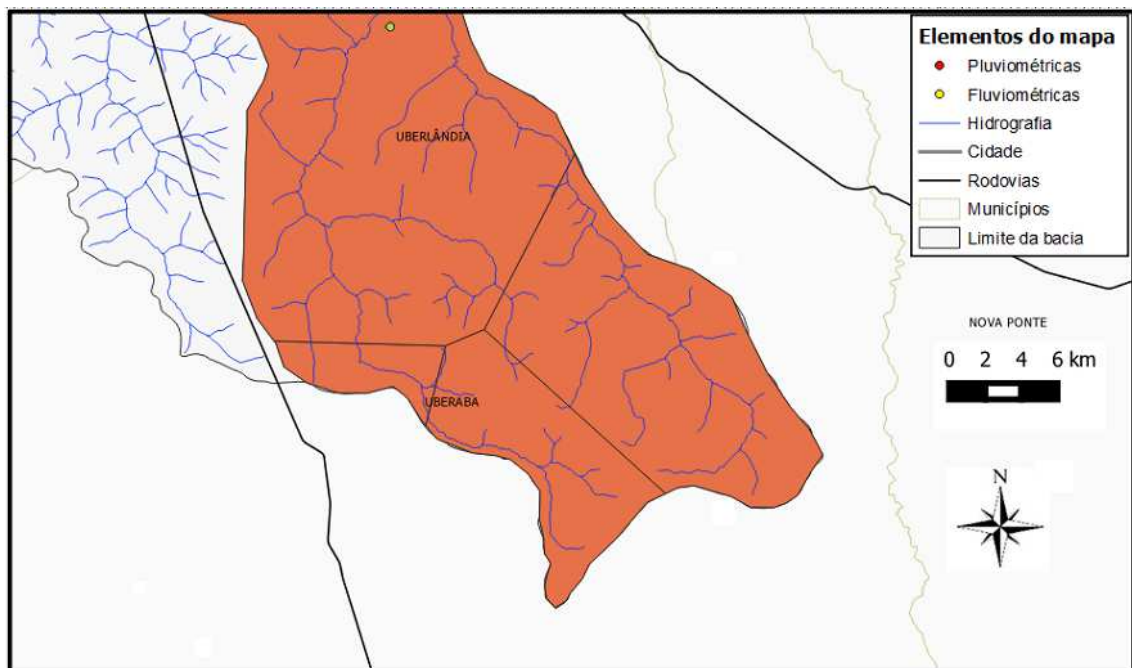 Elementos do mapa
Pluviométricas
Fluviométricas
Hidrografia
Cidade
Rodovias
Municípios
Limite da bacia
UBERLÂNDIA
NOVA PONTE
0 2 4 6 km
UBERABA
N